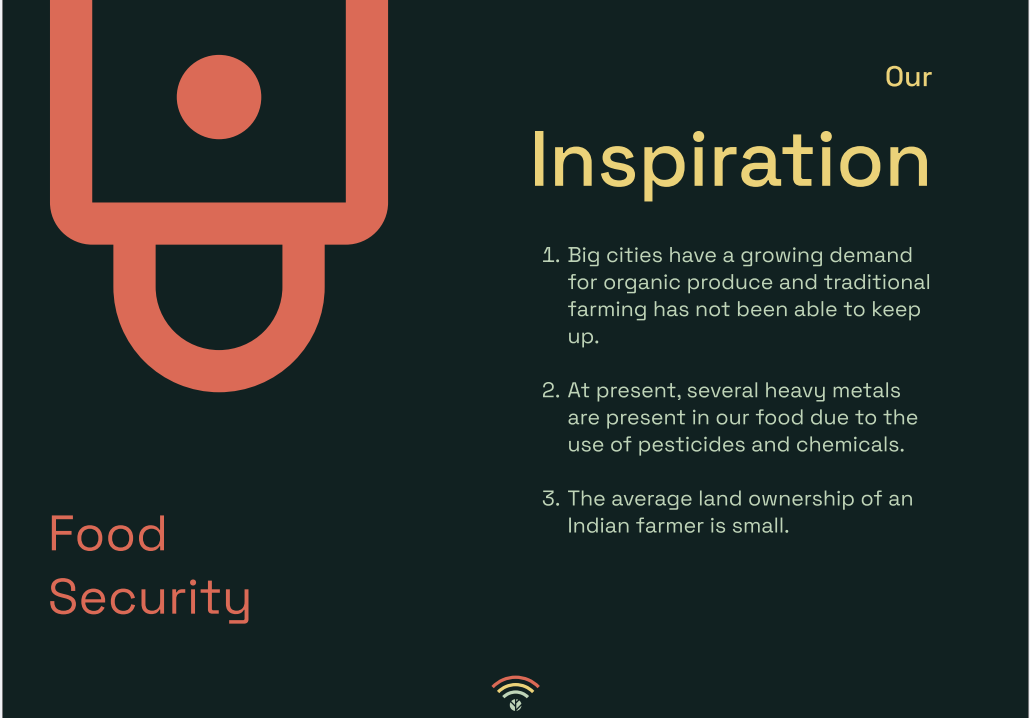 Our
Inspiration
1. Big cities have a growing demand
for organic produce and traditional
farming has not been able to keep
up.
2. At present, several heavy metals
are present in our food due to the
use of pesticides and chemicals.
3. The average land ownership of an
Indian farmer is small.
Food
Security